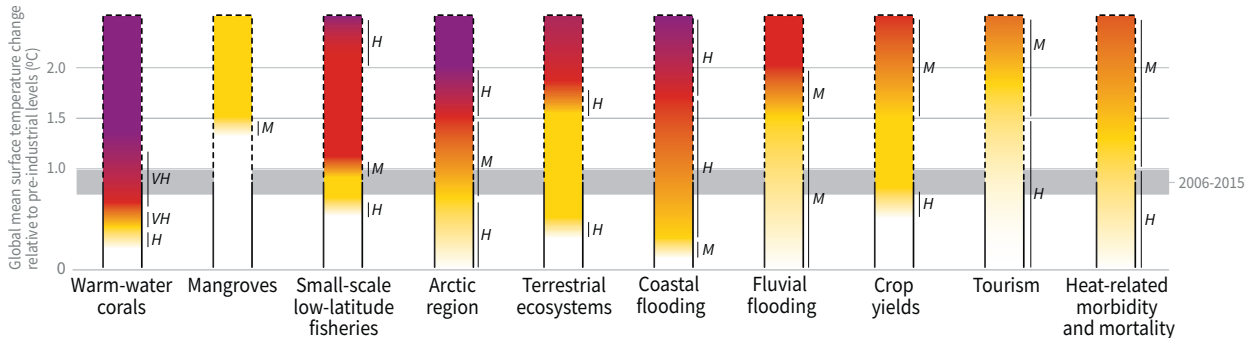 Global mean surface temperature change
relative to pre-industrial levels (ºC)
2.0
1.5
1.0
0
2006-2015
VH
VH
H
M
H
M
H
H
M
H
H
H
H
H
M
M
M
M
H
M
H
M
H
Warm-water
corals
Mangroves
Small-scale
low-latitude
fisheries
Arctic
region
Terrestrial
ecosystems
Coastal
flooding
Fluvial
flooding
Crop
yields
Tourism
Heat-related
morbidity
and mortality